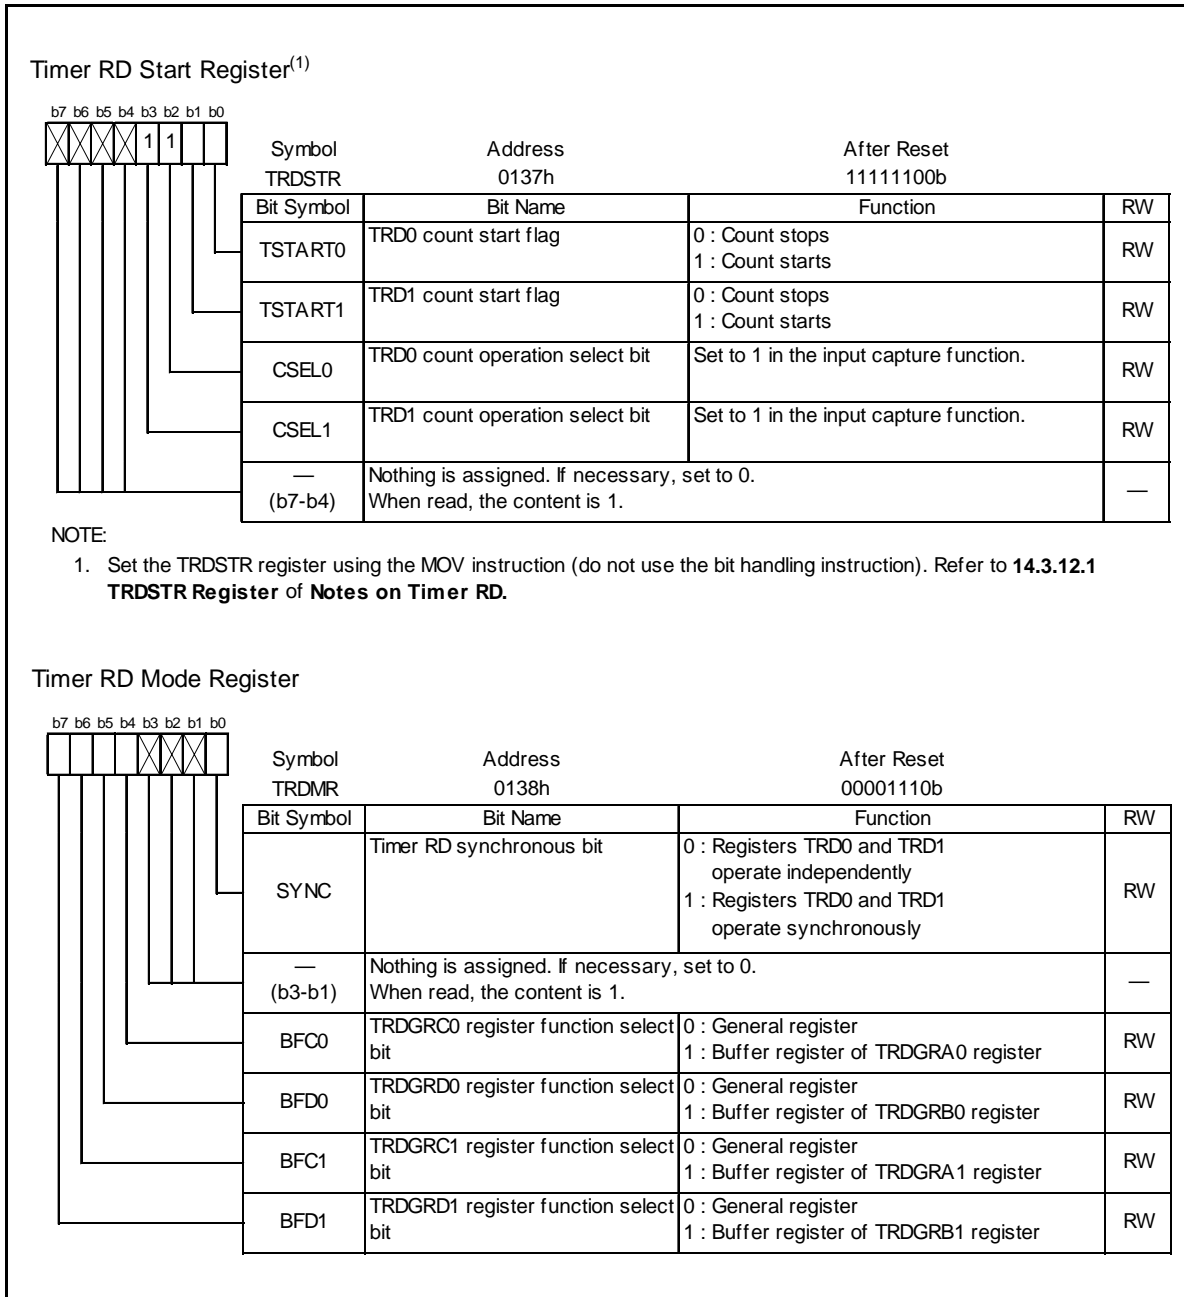 Timer RD Start Register(1)
b7 b6 b5 b4 b3 b2 b1 b0
1 1
Symbol Address After Reset
TRDSTR 0137h 11111100b
Bit Symbol Bit Name Function RW
TSTART0 TRD0 count start flag 0 : Count stops RW
1 : Count starts
TSTART1 TRD1 count start flag 0 : Count stops RW
1 : Count starts
CSEL0 TRD0 count operation select bit Set to 1 in the input capture function. RW
CSEL1 TRD1 count operation select bit Set to 1 in the input capture function. RW
— Nothing is assigned. If necessary, set to 0. —
(b7-b4) When read, the content is 1.
NOTE:
1. Set the TRDSTR register using the MOV instruction (do not use the bit handling instruction). Refer to 14.3.12.1
TRDSTR Register of Notes on Timer RD.
Timer RD Mode Register
b7 b6 b5 b4 b3 b2 b1 b0
Symbol Address After Reset
TRDMR 0138h 00001110b
Bit Symbol Bit Name Function RW
SYNC Timer RD synchronous bit 0 : Registers TRD0 and TRD1 RW
operate independently
1 : Registers TRD0 and TRD1
operate synchronously
— Nothing is assigned. If necessary, set to 0. —
(b3-b1) When read, the content is 1.
BFC0 TRDGRC0 register function select 0 : General register RW
bit 1 : Buffer register of TRDGRA0 register
BFD0 TRDGRD0 register function select 0 : General register RW
bit 1 : Buffer register of TRDGRB0 register
BFC1 TRDGRC1 register function select 0 : General register RW
bit 1 : Buffer register of TRDGRA1 register
BFD1 TRDGRD1 register function select 0 : General register RW
bit 1 : Buffer register of TRDGRB1 register